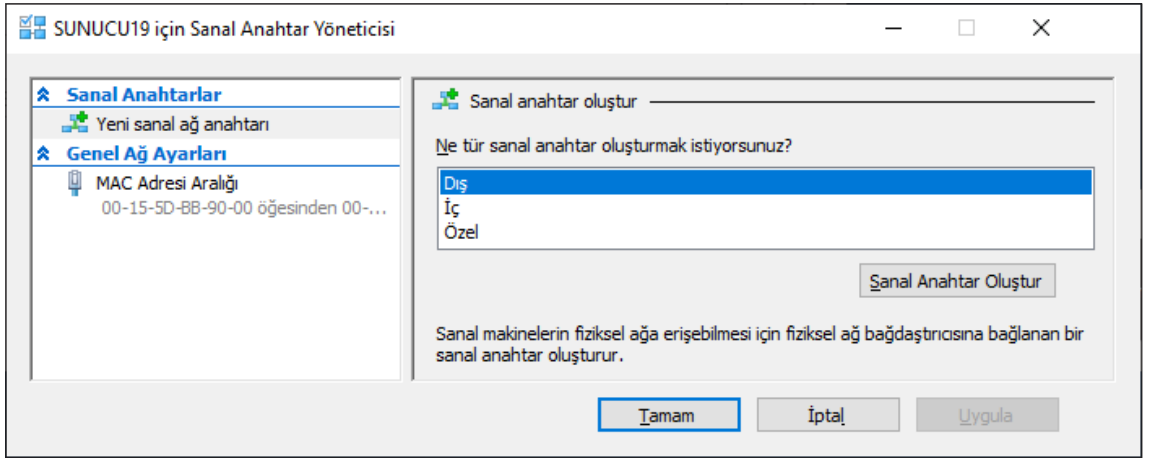 SUNUCU19 için Sanal Anahtar Yöneticisi
Sanal Anahtarlar
Yeni sanal ağ anahtarı
Genel Ağ Ayarları
MAC Adresi Aralığı
00-15-5D-BB-90-00 öğesinden 00-...
Sanal anahtar oluştur
Ne tür sanal anahtar oluşturmak istiyorsunuz?
Dış
İç
Özel
Sanal Anahtar Oluştur
Sanal makinelerin fiziksel ağa erişebilmesi için fiziksel ağ bağdaştırıcısına bağlanan bir
sanal anahtar oluşturur.
Tamam
İptal
Uygula